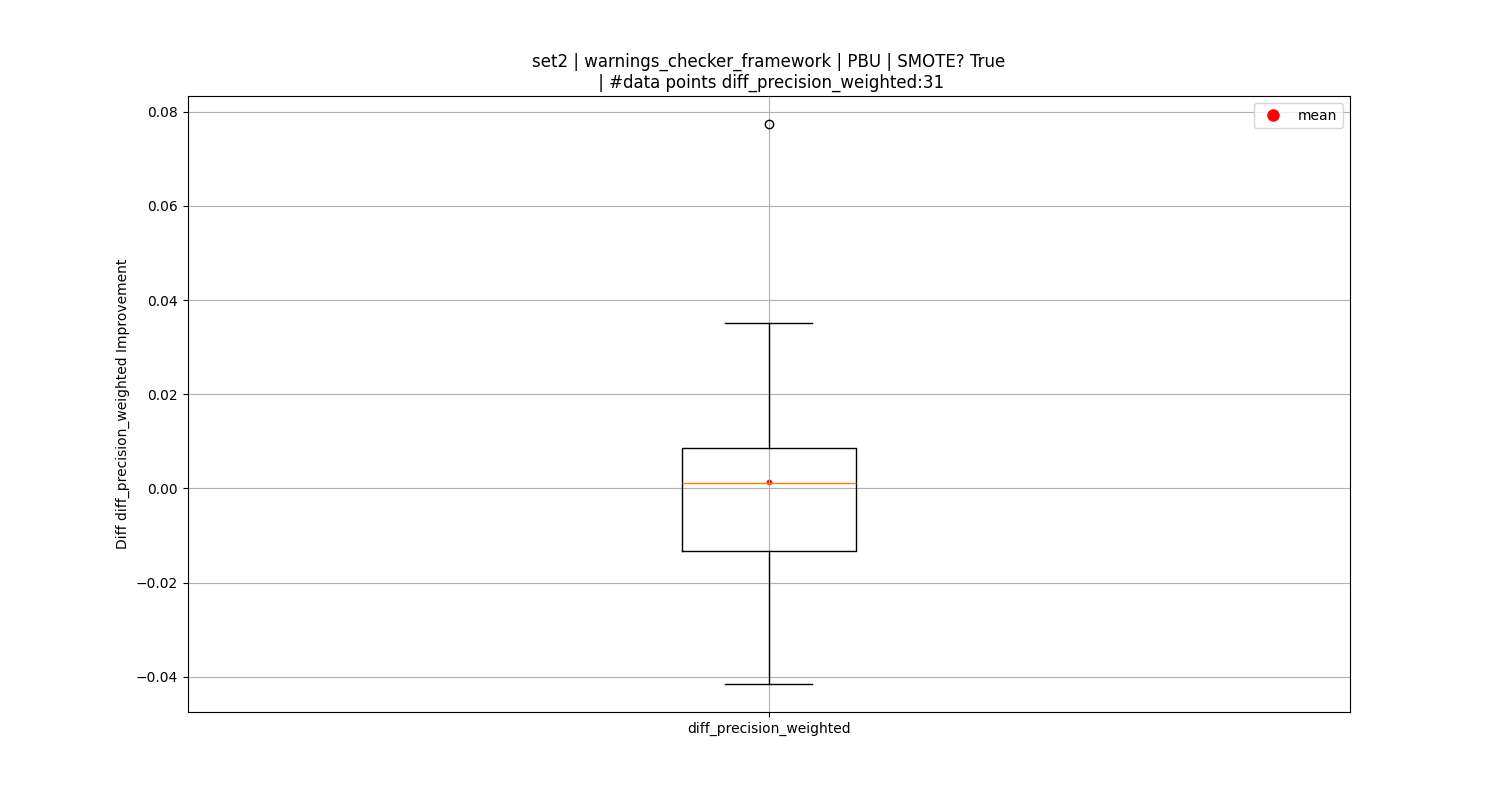 set2 | warnings_checker_framework | PBU | SMOTE? True
| #data points diff_precision_weighted:31
mean
0.08
0.06
0.04
0.02
0.00
−0.02
−0.04
Diff diff_precision_weighted Improvement
diff_precision_weighted